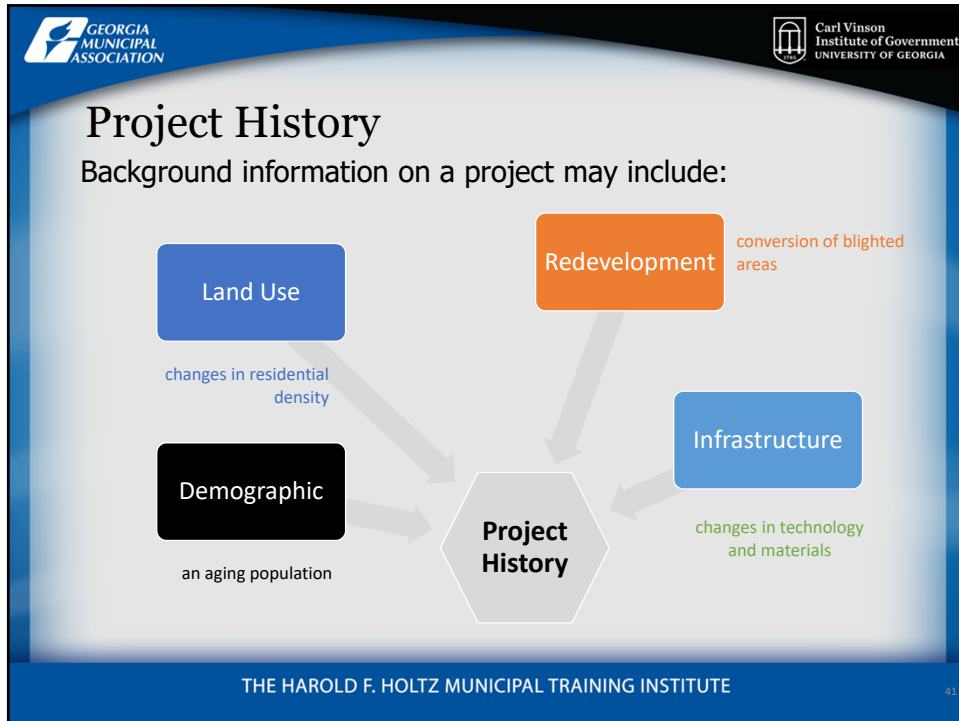 GEORGIA
MUNICIPAL
ASSOCIATION
1785
Carl Vinson
Institute of Government
UNIVERSITY OF GEORGIA
Project History
Background information on a project may include:
Land Use
changes in residential
density
Redevelopment
conversion of blighted
areas
Demographic
an aging population
Infrastructure
changes in technology
and materials
Project
History
THE HAROLD F. HOLTZ MUNICIPAL TRAINING INSTITUTE
41